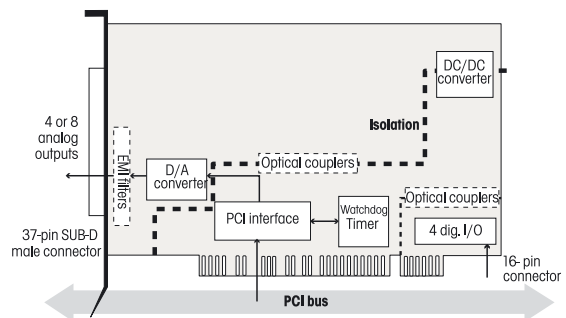 DC/DC
converter
Isolation
4 or 8
analog
outputs
EMI filters
D/A
converter
Optical couplers
Optical couplers
PCI interface
Watchdog
Timer
4 dig. I/O
37-pin SUB-D
male connector
16- pin
connector
PCI bus